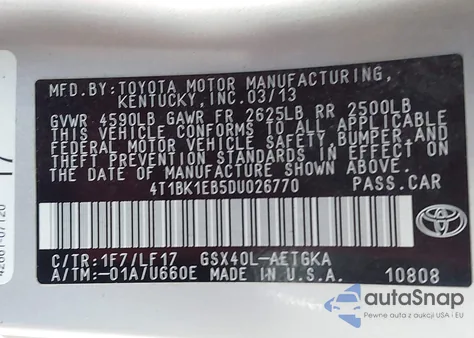 MFD.BY:TOYOTA MOTOR MANUFACTURING,
KENTUCKY, INC.03/13
GVWR 4590LB GAWR FR 2625LB RR 2500LB
THIS VEHICLE CONFORMS TO ALL APPLICABLE
FEDERAL MOTOR VEHICLE SAFETY,BUMPER,AND
THEFT PREVENTION STANDARDS IN EFFECT ON
THE DATE OF MANUFACTURE SHOWN ABOVE.
4T1BK1EB5DU026770 PASS.CAR
TOYOTA
C/TR:1F7/LF17 GSX40L-AETGKA
A/TM:-01A7U660E MADE IN U.S.A. 10808
autaSnap
Pewne auta z aukcji USA i EU